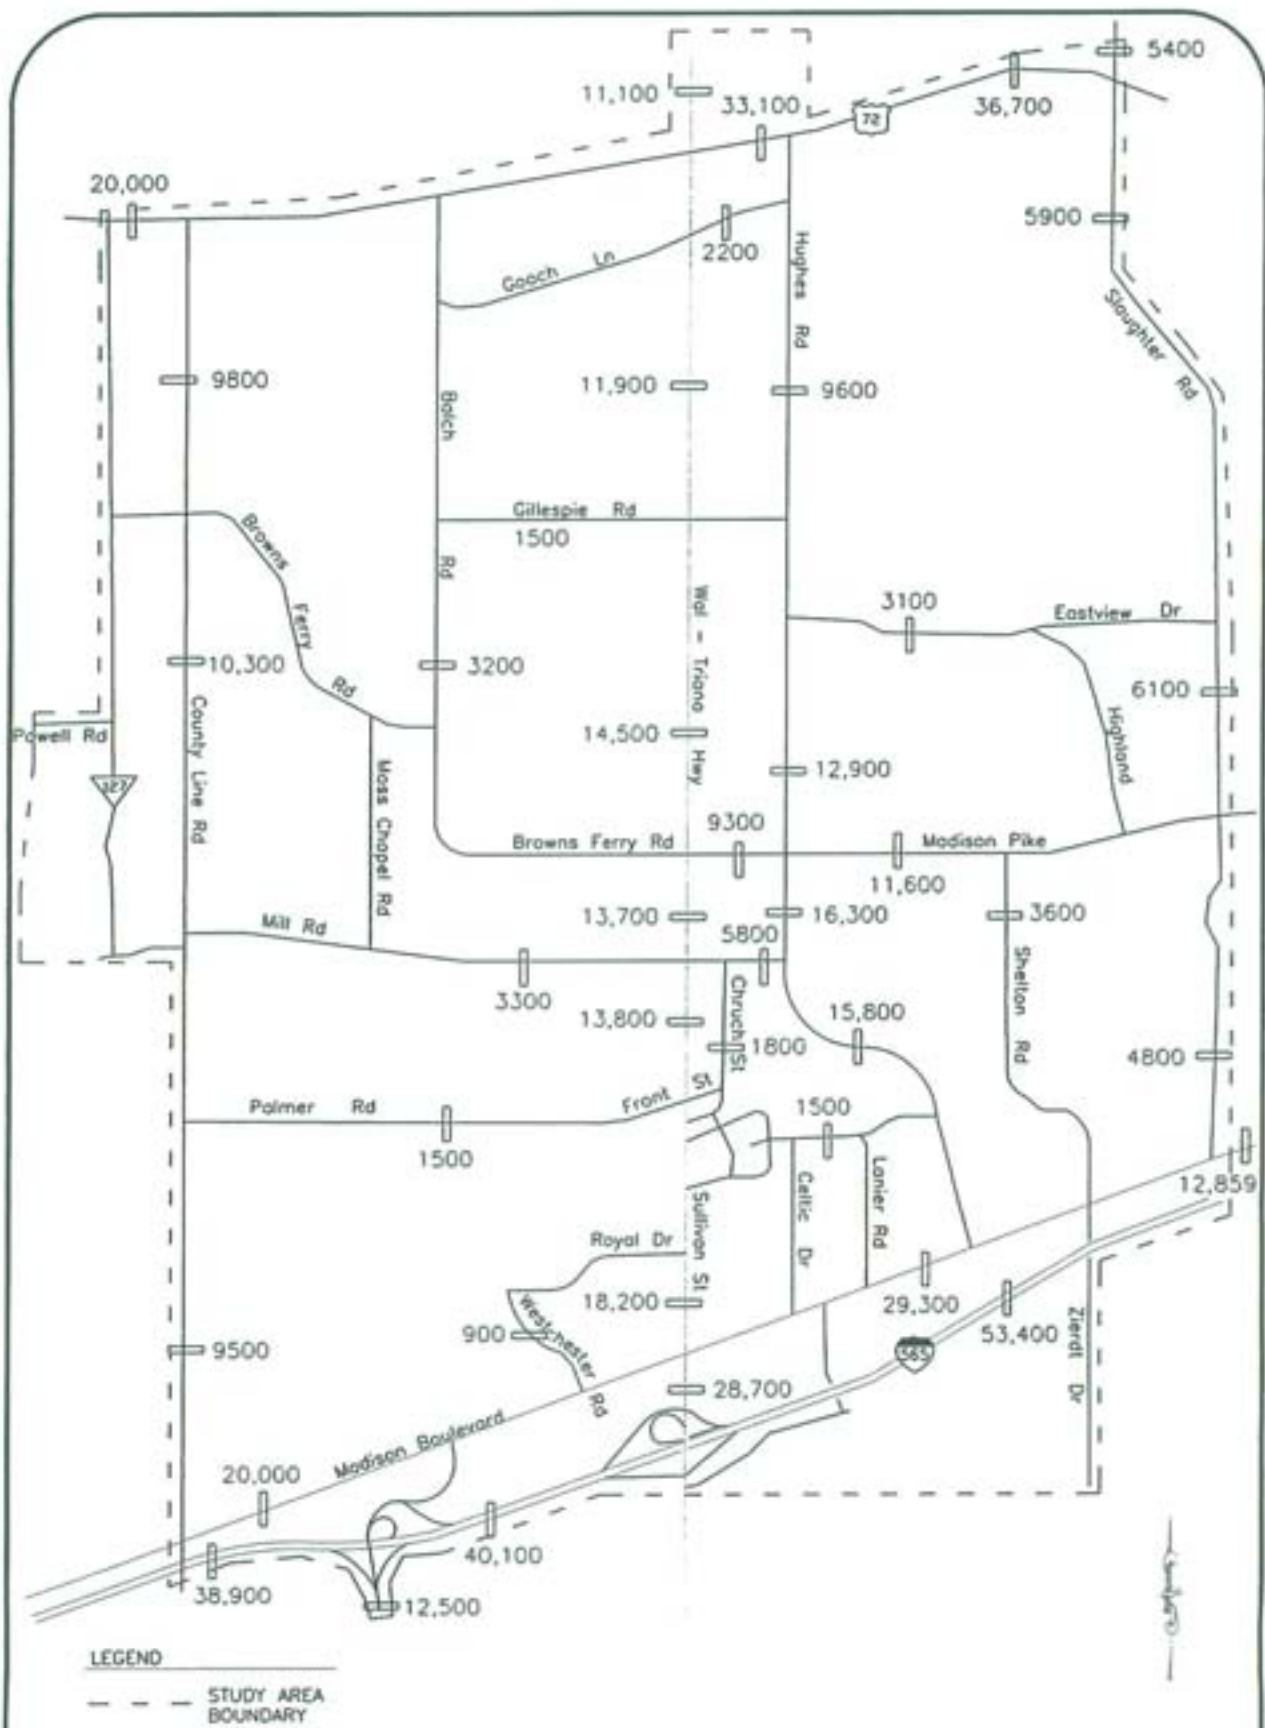 5400
11,100
33,100
72
36,700
20,000
5900
2200
Gooch Ln
Hughes Rd
Slaughter Rd
9800
11,900
9600
Balch Rd
Gillespie Rd
1500
Browns Ferry Rd
3100
Eastview Dr
10,300
3200
Wal - Triana Hwy
6100
Powell Rd
County Line Rd
14,500
Highland
327
12,900
Moss Chapel Rd
9300
Browns Ferry Rd
Madison Pike
11,600
13,700
16,300
3600
Mill Rd
5800
3300
Chruch St
Shelton Rd
13,800
15,800
1800
4800
Palmer Rd
Front St
1500
1500
Celtic Dr
Lanier Rd
12,859
Sullivan St
Royal Dr
18,200
29,300
53,400
Zierdt Dr
900
Westchester Rd
9500
565
28,700
Madison Boulevard
20,000
40,100
38,900
12,500
LEGEND
STUDY AREA
BOUNDARY